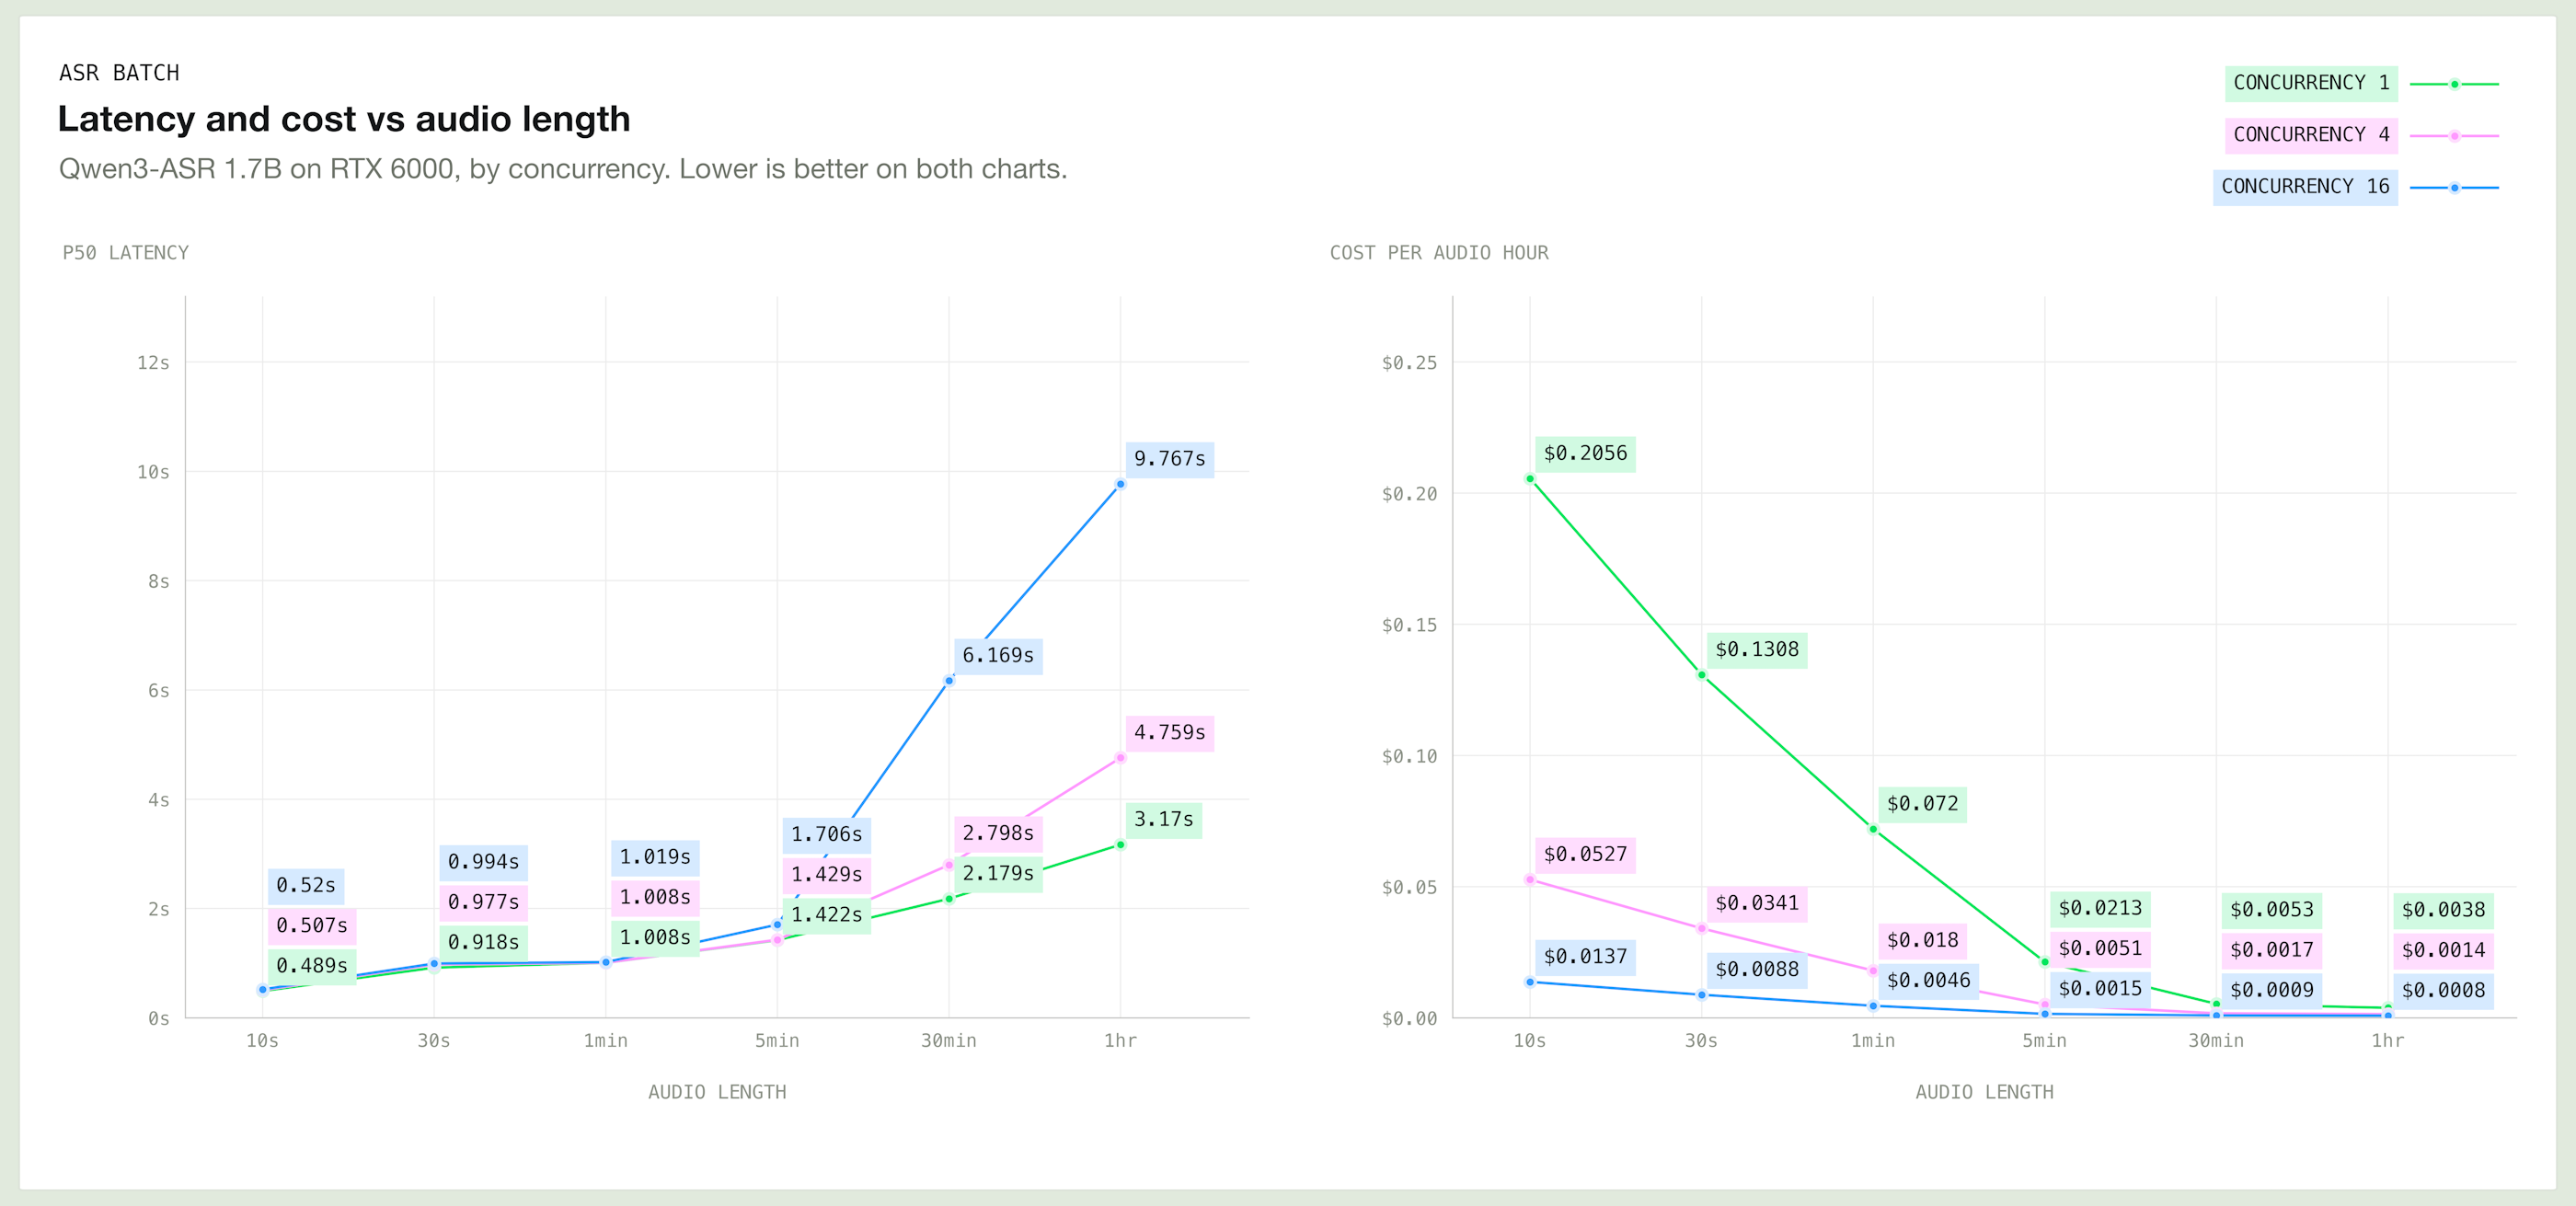 ASR BATCH
Latency and cost vs audio length
Qwen3-ASR 1.7B on RTX 6000, by concurrency. Lower is better on both charts.
CONCURRENCY 1
CONCURRENCY 4
CONCURRENCY 16
P50 LATENCY
12s
10s
8s
6s
4s
2s
0s
0.52s
0.507s
0.489s
0.994s
0.977s
0.918s
1.019s
1.008s
1.008s
1.706s
1.429s
1.422s
6.169s
2.798s
2.179s
9.767s
4.759s
3.17s
10s 30s 1min 5min 30min 1hr
AUDIO LENGTH
COST PER AUDIO HOUR
$0.25
$0.20
$0.15
$0.10
$0.05
$0.00
$0.2056
$0.0527
$0.0137
$0.1308
$0.0341
$0.0088
$0.072
$0.018
$0.0046
$0.0213
$0.0051
$0.0015
$0.0053
$0.0017
$0.0009
$0.0038
$0.0014
$0.0008
10s 30s 1min 5min 30min 1hr
AUDIO LENGTH